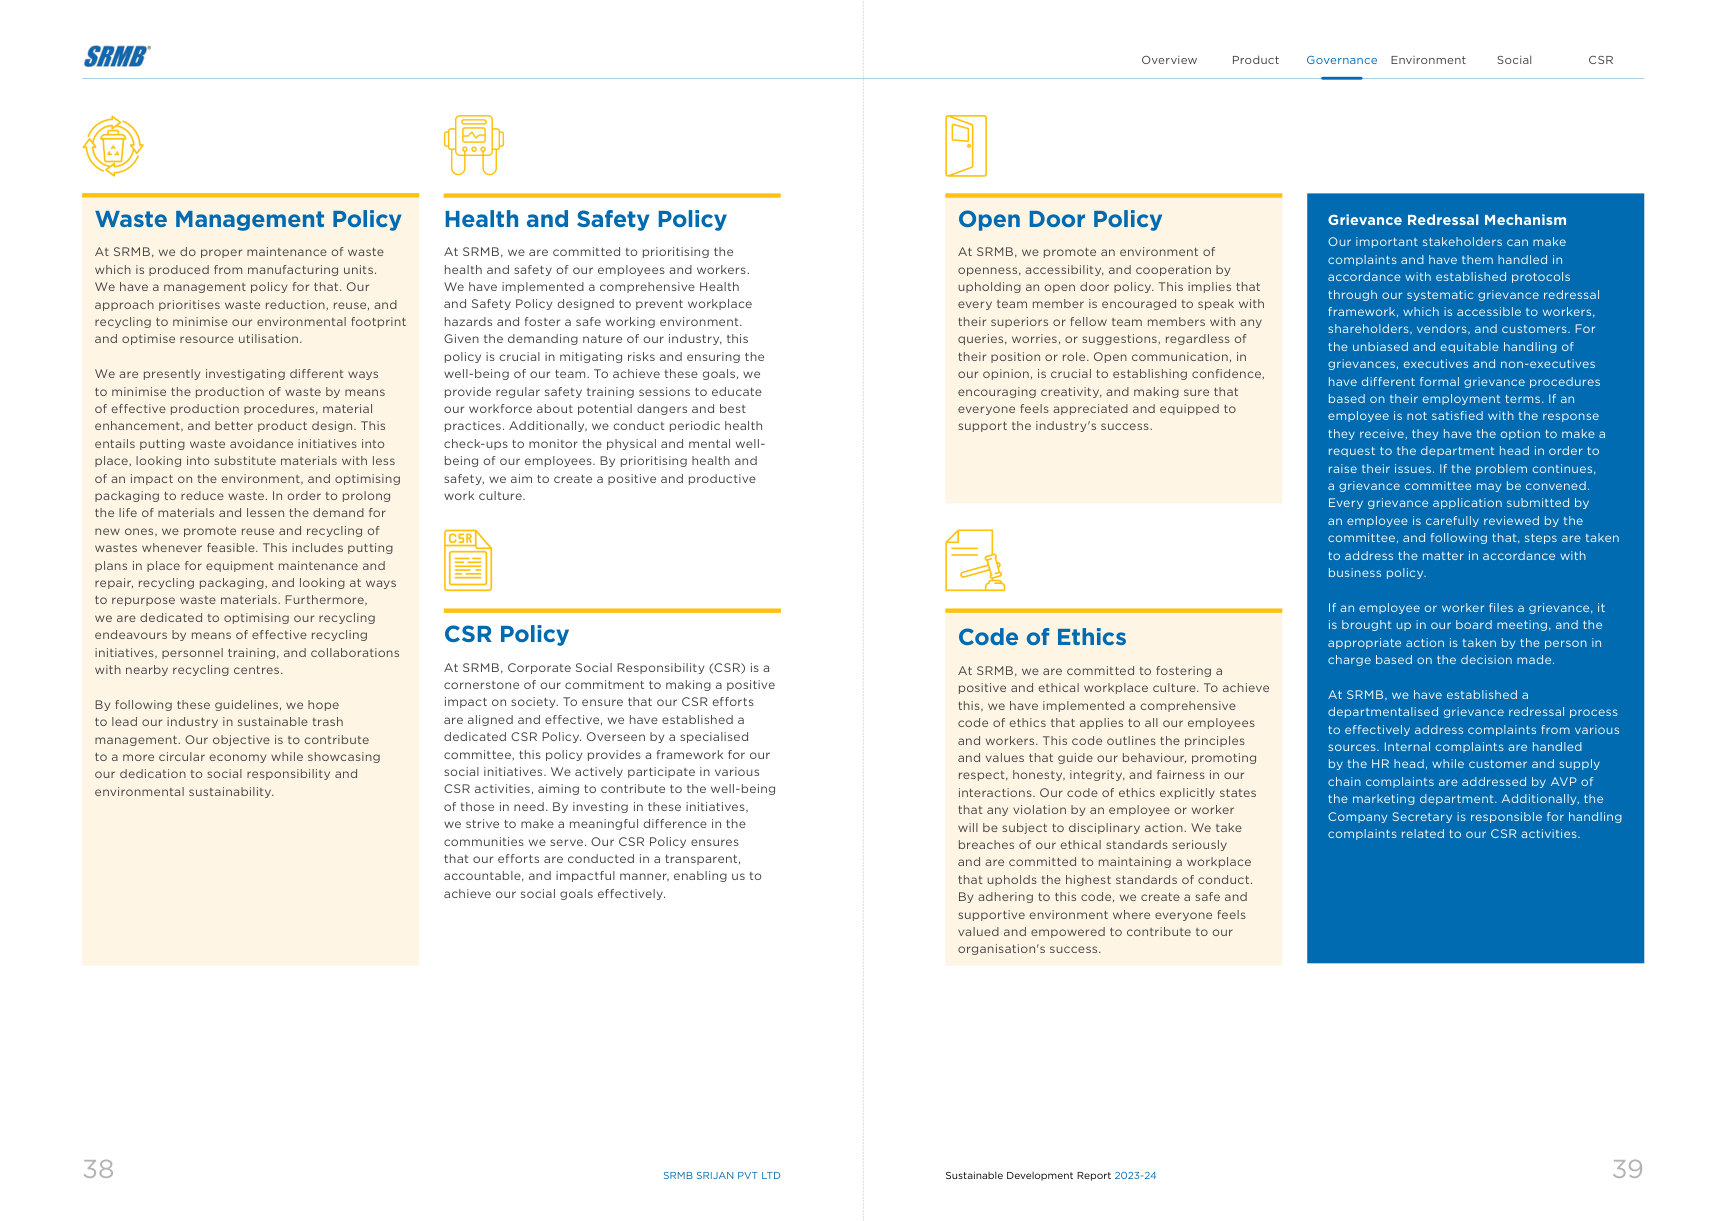 SRMB
Overview Product Governance Environment Social CSR
Waste Management Policy
At SRMB, we do proper maintenance of waste
which is produced from manufacturing units.
We have a management policy for that. Our
approach prioritises waste reduction, reuse, and
recycling to minimise our environmental footprint
and optimise resource utilisation.
We are presently investigating different ways
to minimise the production of waste by means
of effective production procedures, material
enhancement, and better product design. This
entails putting waste avoidance initiatives into
place, looking into substitute materials with less
of an impact on the environment, and optimising
packaging to reduce waste. In order to prolong
the life of materials and lessen the demand for
new ones, we promote reuse and recycling of
wastes whenever feasible. This includes putting
plans in place for equipment maintenance and
repair, recycling packaging, and looking at ways
to repurpose waste materials. Furthermore,
we are dedicated to optimising our recycling
endeavours by means of effective recycling
initiatives, personnel training, and collaborations
with nearby recycling centres.
By following these guidelines, we hope
to lead our industry in sustainable trash
management. Our objective is to contribute
to a more circular economy while showcasing
our dedication to social responsibility and
environmental sustainability.
Health and Safety Policy
At SRMB, we are committed to prioritising the
health and safety of our employees and workers.
We have implemented a comprehensive Health
and Safety Policy designed to prevent workplace
hazards and foster a safe working environment.
Given the demanding nature of our industry, this
policy is crucial in mitigating risks and ensuring the
well-being of our team. To achieve these goals, we
provide regular safety training sessions to educate
our workforce about potential dangers and best
practices. Additionally, we conduct periodic health
check-ups to monitor the physical and mental well-
being of our employees. By prioritising health and
safety, we aim to create a positive and productive
work culture.
CSR
CSR Policy
At SRMB, Corporate Social Responsibility (CSR) is a
cornerstone of our commitment to making a positive
impact on society. To ensure that our CSR efforts
are aligned and effective, we have established a
dedicated CSR Policy. Overseen by a specialised
committee, this policy provides a framework for our
social initiatives. We actively participate in various
CSR activities, aiming to contribute to the well-being
of those in need. By investing in these initiatives,
we strive to make a meaningful difference in the
communities we serve. Our CSR Policy ensures
that our efforts are conducted in a transparent,
accountable, and impactful manner, enabling us to
achieve our social goals effectively.
Open Door Policy
At SRMB, we promote an environment of
openness, accessibility, and cooperation by
upholding an open door policy. This implies that
every team member is encouraged to speak with
their superiors or fellow team members with any
queries, worries, or suggestions, regardless of
their position or role. Open communication, in
our opinion, is crucial to establishing confidence,
encouraging creativity, and making sure that
everyone feels appreciated and equipped to
support the industry's success.
Code of Ethics
At SRMB, we are committed to fostering a
positive and ethical workplace culture. To achieve
this, we have implemented a comprehensive
code of ethics that applies to all our employees
and workers. This code outlines the principles
and values that guide our behaviour, promoting
respect, honesty, integrity, and fairness in our
interactions. Our code of ethics explicitly states
that any violation by an employee or worker
will be subject to disciplinary action. We take
breaches of our ethical standards seriously
and are committed to maintaining a workplace
that upholds the highest standards of conduct.
By adhering to this code, we create a safe and
supportive environment where everyone feels
valued and empowered to contribute to our
organisation's success.
Grievance Redressal Mechanism
Our important stakeholders can make
complaints and have them handled in
accordance with established protocols
through our systematic grievance redressal
framework, which is accessible to workers,
shareholders, vendors, and customers. For
the unbiased and equitable handling of
grievances, executives and non-executives
have different formal grievance procedures
based on their employment terms. If an
employee is not satisfied with the response
they receive, they have the option to make a
request to the department head in order to
raise their issues. If the problem continues,
a grievance committee may be convened.
Every grievance application submitted by
an employee is carefully reviewed by the
committee, and following that, steps are taken
to address the matter in accordance with
business policy.
If an employee or worker files a grievance, it
is brought up in our board meeting, and the
appropriate action is taken by the person in
charge based on the decision made.
At SRMB, we have established a
departmentalised grievance redressal process
to effectively address complaints from various
sources. Internal complaints are handled
by the HR head, while customer and supply
chain complaints are addressed by AVP of
the marketing department. Additionally, the
Company Secretary is responsible for handling
complaints related to our CSR activities.
38
SRMB SRIJAN PVT LTD
Sustainable Development Report 2023-24
39